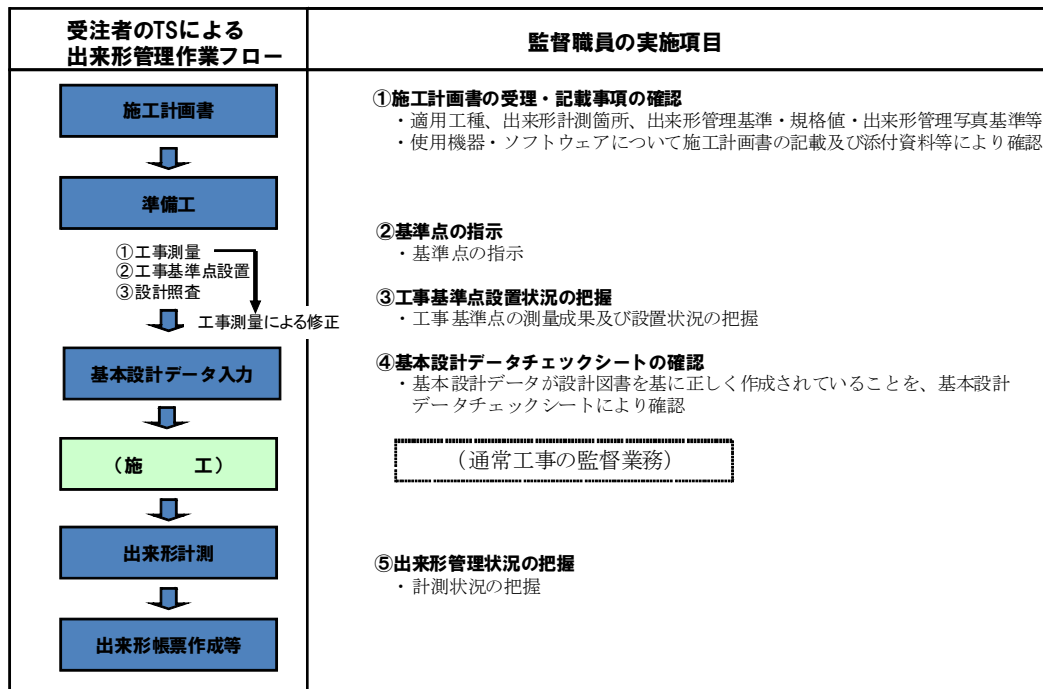 受注者のTSによる
出来形管理作業フロー
監督職員の実施項目
施工計画書
①施工計画書の受理・記載事項の確認
・適用工種、出来形計測箇所、出来形管理基準・規格値・出来形管理写真基準等
・使用機器・ソフトウェアについて施工計画書の記載及び添付資料等により確認
準備工
①工事測量
②工事基準点設置
③設計照査
工事測量による修正
②基準点の指示
・基準点の指示
③工事基準点設置状況の把握
・工事基準点の測量成果及び設置状況の把握
基本設計データ入力
④基本設計データチェックシートの確認
・基本設計データが設計図書を基に正しく作成されていることを、基本設計
データチェックシートにより確認
（施　工）
（通常工事の監督業務）
出来形計測
⑤出来形管理状況の把握
・計測状況の把握
出来形帳票作成等